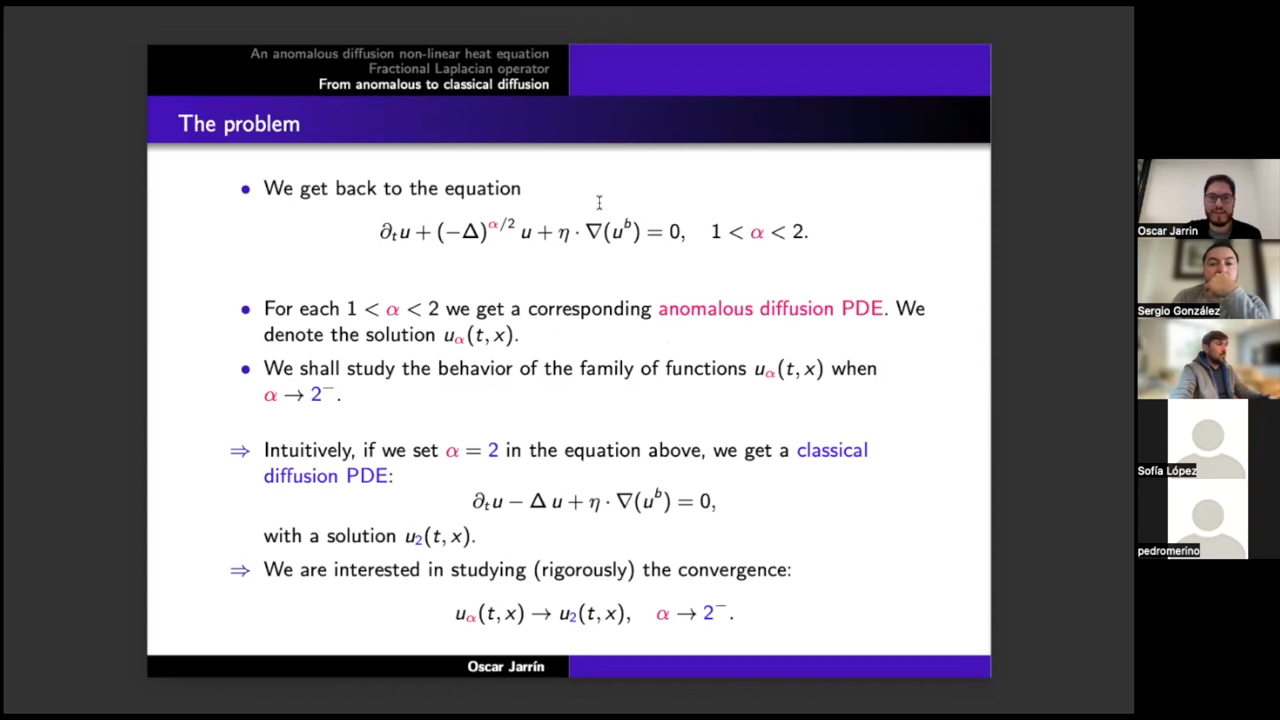 An anomalous diffusion non-linear heat equation
Fractional Laplacian operator
From anomalous to classical diffusion
The problem
• We get back to the equation
∂ₜu + (−Δ)^{α/2} u + η · ∇(u^b) = 0, 1 < α < 2.
• For each 1 < α < 2 we get a corresponding anomalous diffusion PDE. We
denote the solution u_α(t, x).
• We shall study the behavior of the family of functions u_α(t, x) when
α → 2⁻.
⇒ Intuitively, if we set α = 2 in the equation above, we get a classical
diffusion PDE:
∂ₜu − Δ u + η · ∇(u^b) = 0,
with a solution u₂(t, x).
⇒ We are interested in studying (rigorously) the convergence:
u_α(t, x) → u₂(t, x), α → 2⁻.
Oscar Jarrín
Oscar Jarrin
Sergio González
Sofía López
pedromerino